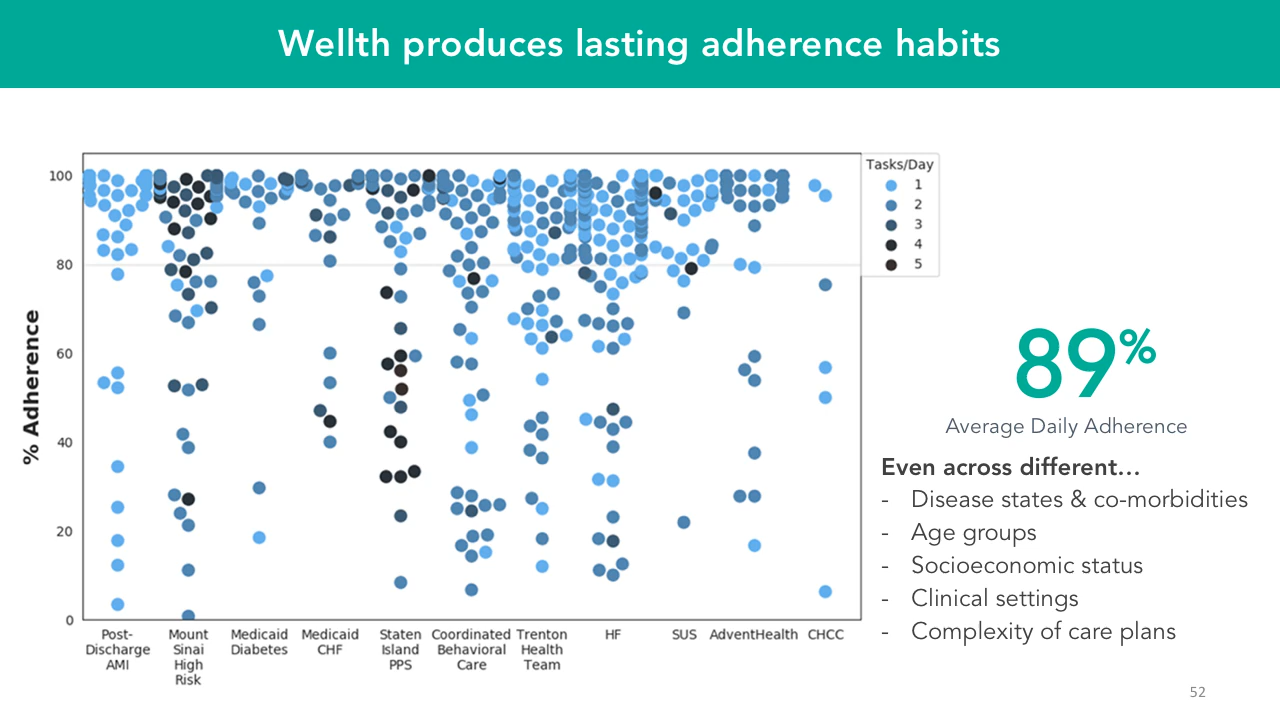 Wellth produces lasting adherence habits
% Adherence
100
80
60
40
20
0
Tasks/Day
1
2
3
4
5
Post-
Discharge
AMI
Mount
Sinai
High
Risk
Medicaid
Diabetes
Medicaid
CHF
Staten
Island
PPS
Coordinated
Behavioral
Care
Trenton
Health
Team
HF
SUS
AdventHealth
CHCC
89%
Average Daily Adherence
Even across different…
- Disease states & co-morbidities
- Age groups
- Socioeconomic status
- Clinical settings
- Complexity of care plans
52